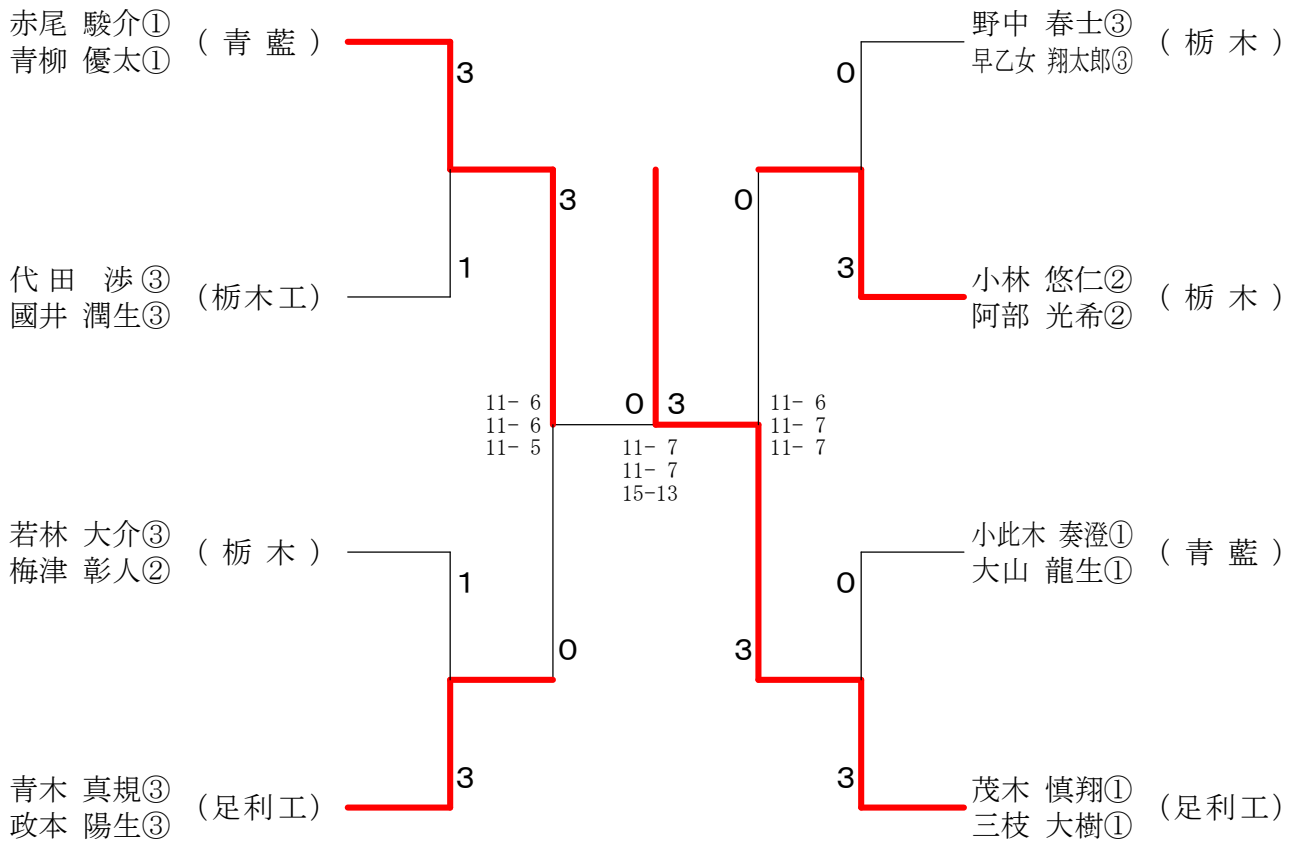 赤尾 駿介①
青柳 優太①
(青藍)
3
代田 渉③
國井 潤生③
(栃木工)
1
3
若林 大介③
梅津 彰人②
(栃木)
1
青木 真規③
政本 陽生③
(足利工)
3
0
11- 6
11- 6
11- 5
0 3
11- 7
11- 7
15-13
11- 6
11- 7
11- 7
野中 春士③
早乙女 翔太郎③
(栃木)
0
小林 悠仁②
阿部 光希②
(栃木)
3
0
小此木 奏澄①
大山 龍生①
(青藍)
0
茂木 慎翔①
三枝 大樹①
(足利工)
3
3